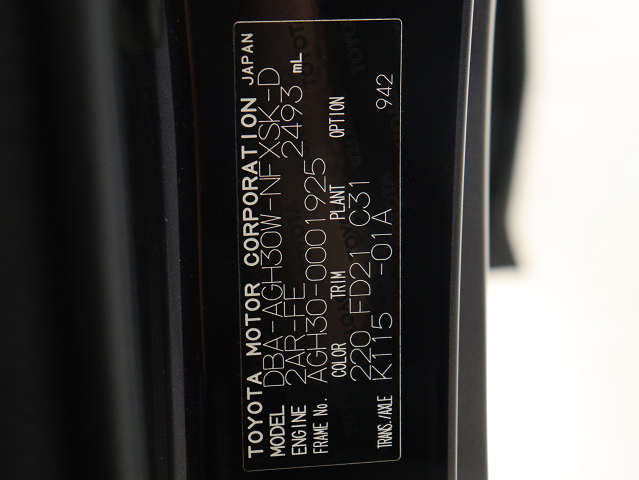 TOYOTA MOTOR CORPORATION JAPAN
MODEL DBA-AGH30W-NFXSK-D
ENGINE 2AR-FE 2493 mL
FRAME No. AGH30-0001925
COLOR TRIM PLANT OPTION
220 FD21 C31
TRANS./AXLE K115 -01A 942